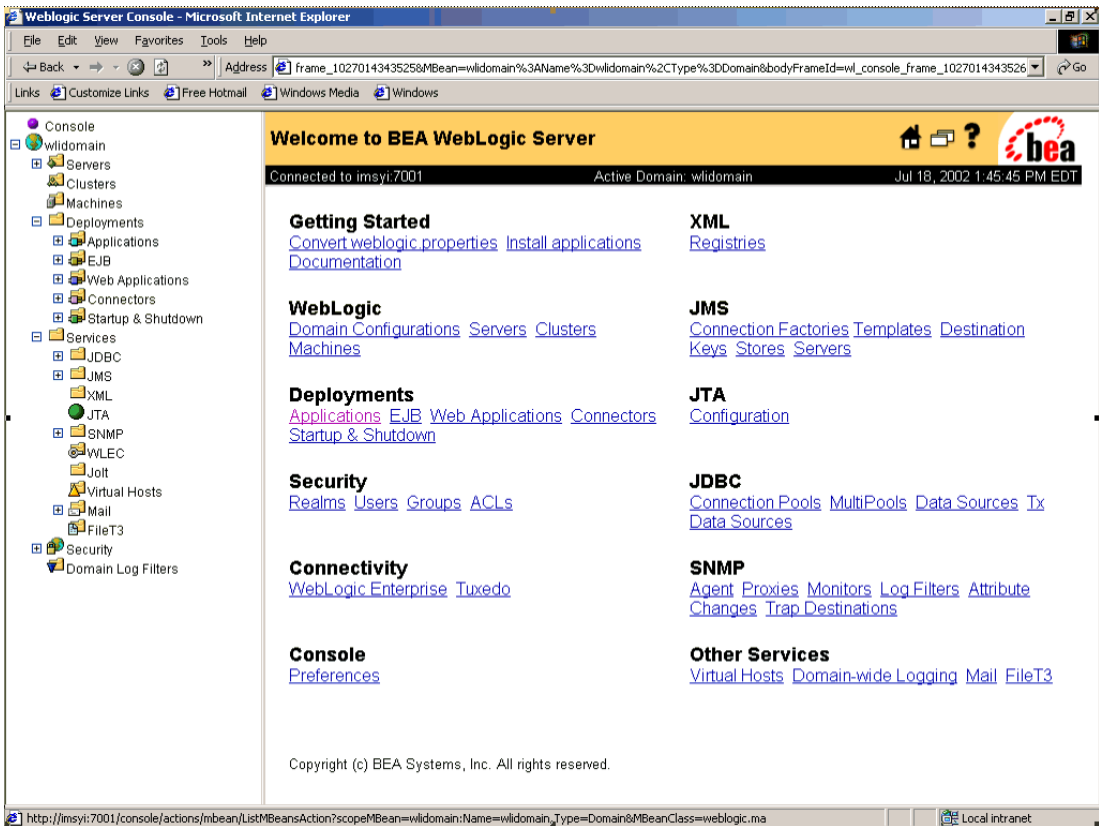 Weblogic Server Console - Microsoft Internet Explorer
File Edit View Favorites Tools Help
Back » Address frame_1027014343525&MBean=wlidomain%3AName%3Dwlidomain%2CType%3DDomain&bodyFrameId=wl_console_frame_1027014343526 Go
Links Customize Links Free Hotmail Windows Media Windows
Console
wlidomain
Servers
Clusters
Machines
Deployments
Applications
EJB
Web Applications
Connectors
Startup & Shutdown
Services
JDBC
JMS
XML
JTA
SNMP
WLEC
Jolt
Virtual Hosts
Mail
FileT3
Security
Domain Log Filters
Welcome to BEA WebLogic Server
? bea
Connected to imsyi:7001 Active Domain: wlidomain Jul 18, 2002 1:45:45 PM EDT
Getting Started
Convert weblogic.properties Install applications
Documentation
XML
Registries
WebLogic
Domain Configurations Servers Clusters
Machines
JMS
Connection Factories Templates Destination
Keys Stores Servers
Deployments
Applications EJB Web Applications Connectors
Startup & Shutdown
JTA
Configuration
Security
Realms Users Groups ACLs
JDBC
Connection Pools MultiPools Data Sources Tx
Data Sources
Connectivity
WebLogic Enterprise Tuxedo
SNMP
Agent Proxies Monitors Log Filters Attribute
Changes Trap Destinations
Console
Preferences
Other Services
Virtual Hosts Domain-wide Logging Mail FileT3
Copyright (c) BEA Systems, Inc. All rights reserved.
http://imsyi:7001/console/actions/mbean/ListMBeansAction?scopeMBean=wlidomain:Name=wlidomain,Type=Domain&MBeanClass=weblogic.ma Local intranet